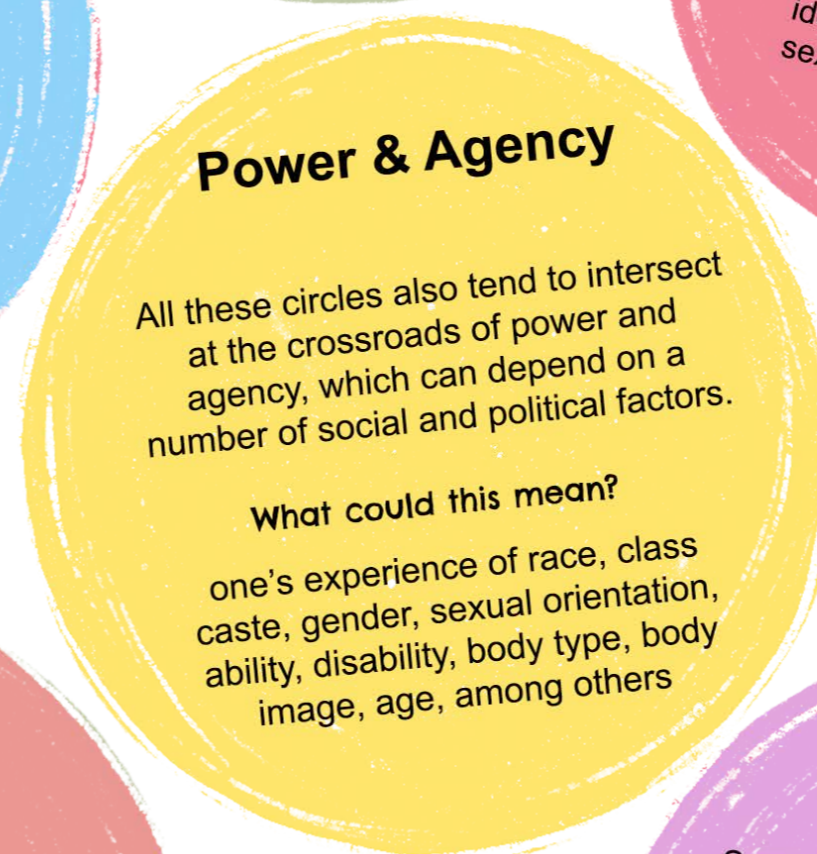 Power & Agency
All these circles also tend to intersect
at the crossroads of power and
agency, which can depend on a
number of social and political factors.
What could this mean?
one's experience of race, class
caste, gender, sexual orientation,
ability, disability, body type, body
image, age, among others